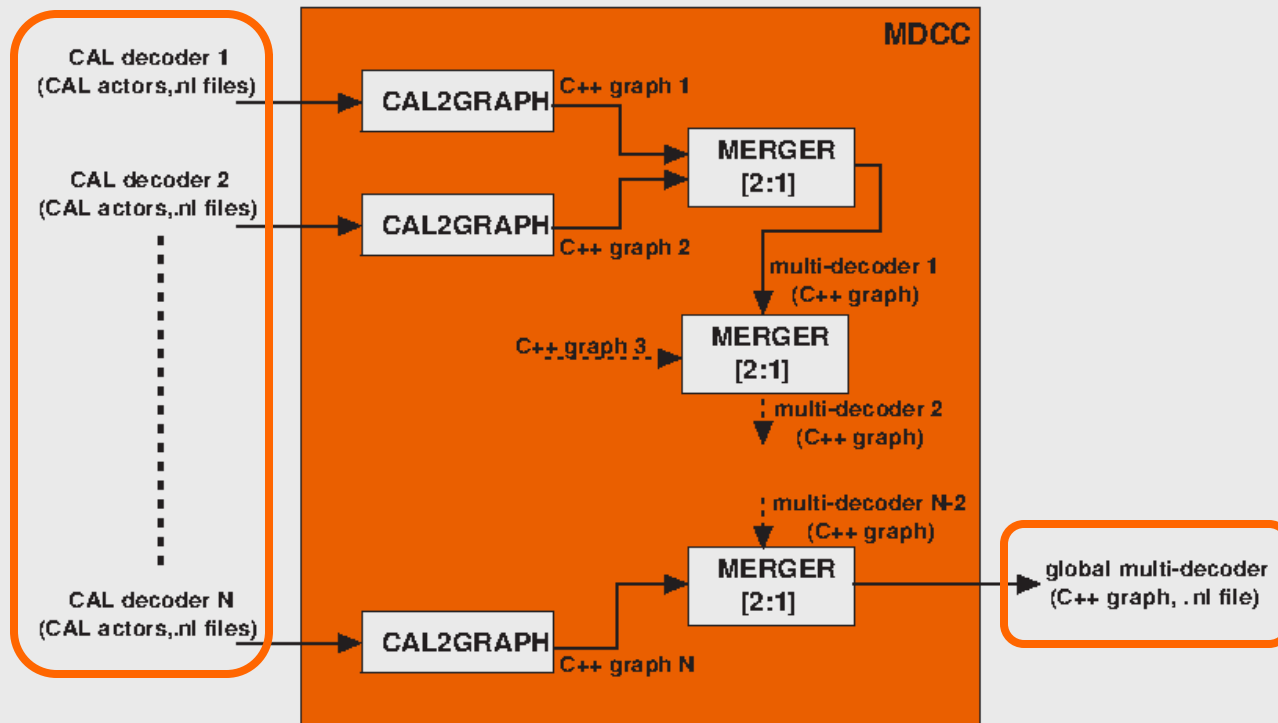 MDCC
CAL decoder 1
(CAL actors,.nl files)
CAL2GRAPH
C++ graph 1
MERGER
[2:1]
CAL decoder 2
(CAL actors,.nl files)
CAL2GRAPH
C++ graph 2
multi-decoder 1
(C++ graph)
C++ graph 3
MERGER
[2:1]
multi-decoder 2
(C++ graph)
multi-decoder N-2
(C++ graph)
MERGER
[2:1]
global multi-decoder
(C++ graph, .nl file)
CAL decoder N
(CAL actors,.nl files)
CAL2GRAPH
C++ graph N